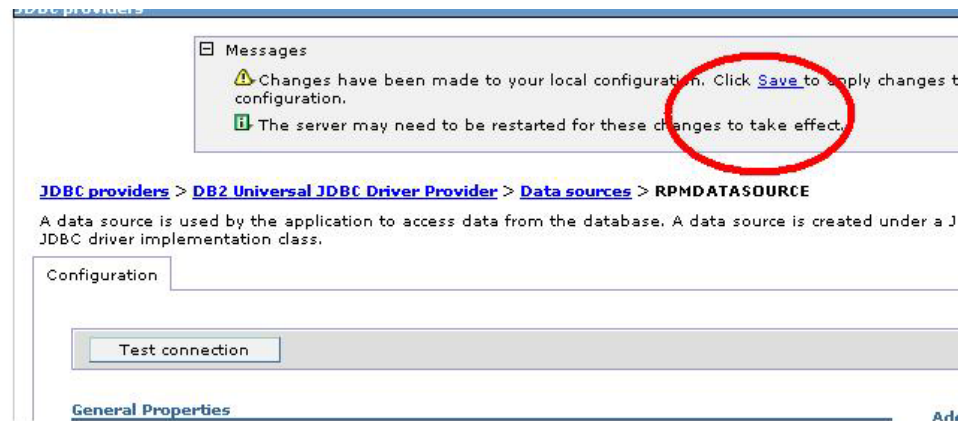 JDBC providers
Messages
Changes have been made to your local configuration. Click Save to apply changes t
configuration.
The server may need to be restarted for these changes to take effect.
JDBC providers > DB2 Universal JDBC Driver Provider > Data sources > RPMDATASOURCE
A data source is used by the application to access data from the database. A data source is created under a J
JDBC driver implementation class.
Configuration
Test connection
General Properties